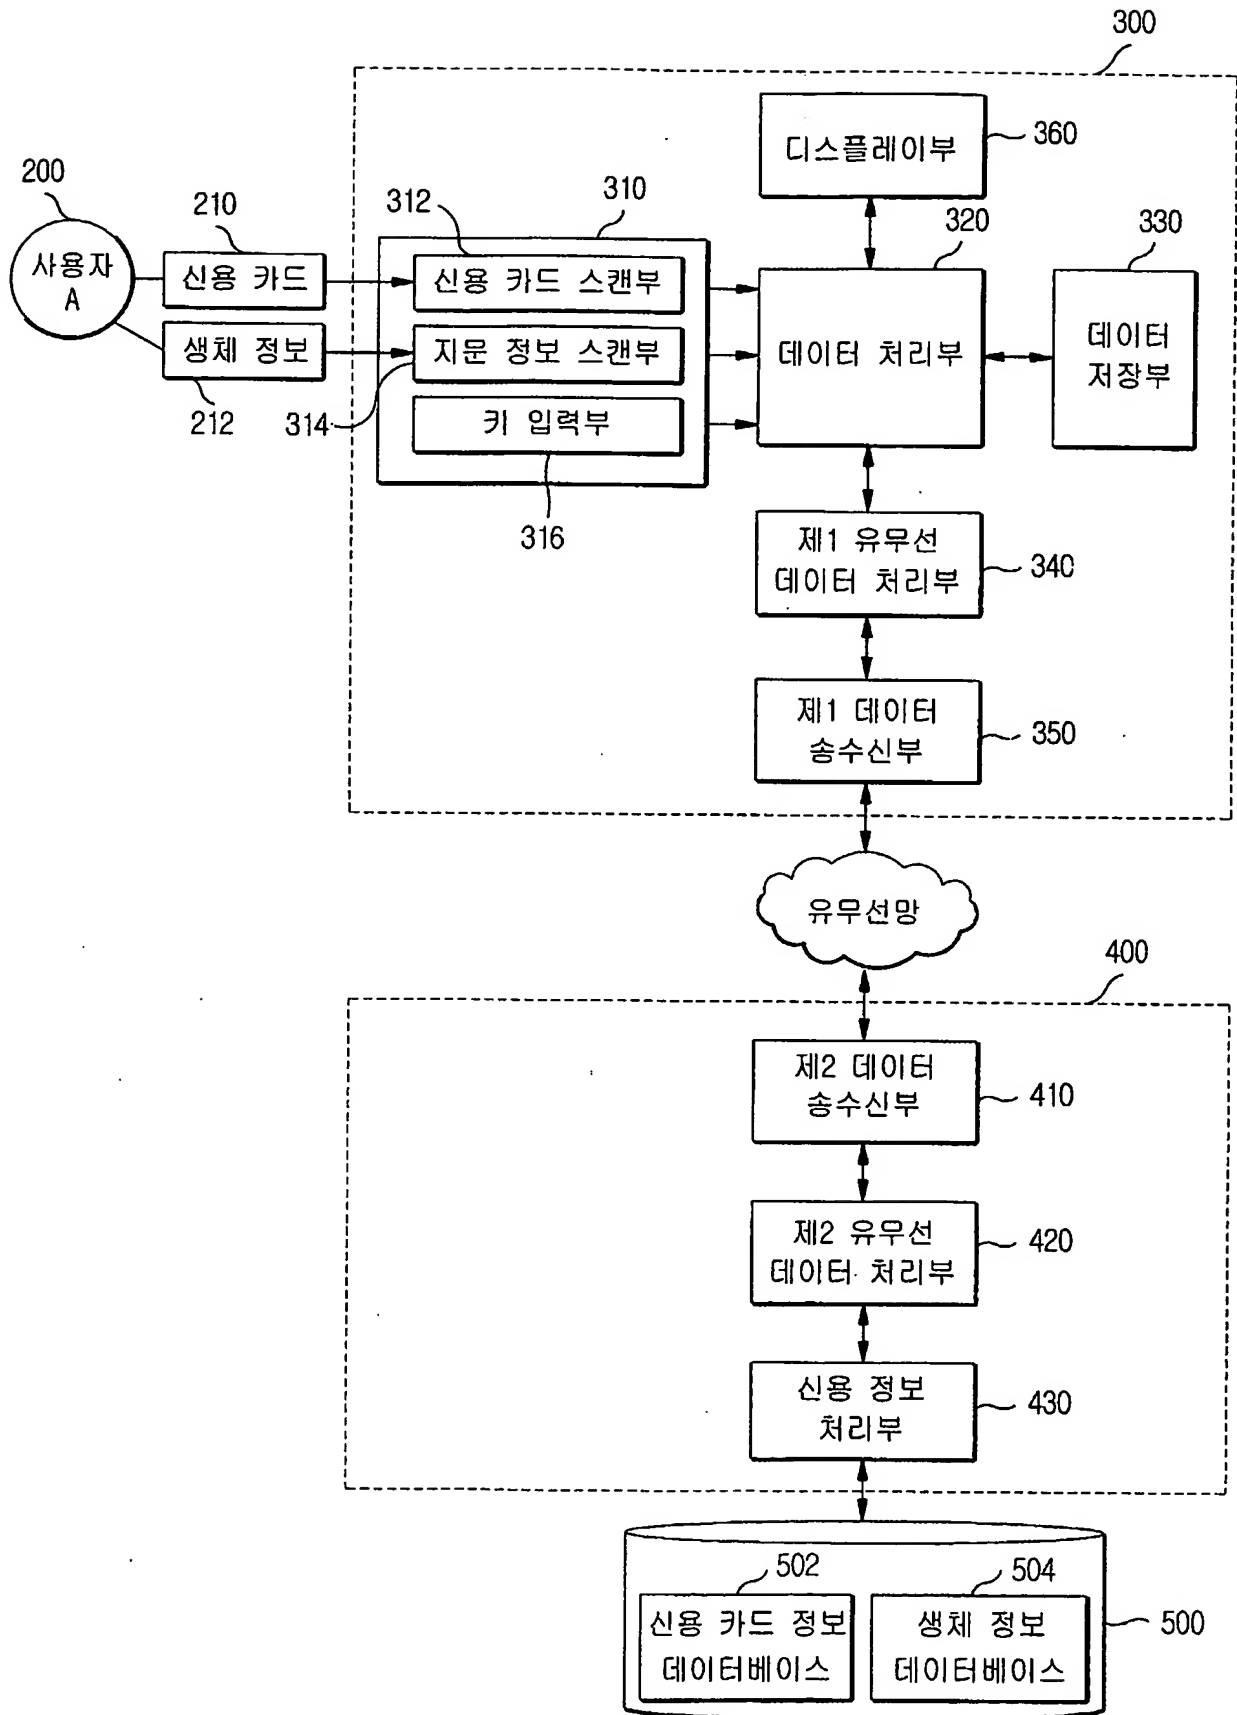 300
디스플레이부
360
200
210
312
310
320
330
사용자
A
신용 카드
신용 카드 스캔부
생체 정보
지문 정보 스캔부
데이터 처리부
데이터
저장부
212
314
키 입력부
316
제1 유무선
데이터 처리부
340
제1 데이터
송수신부
350
유무선망
400
제2 데이터
송수신부
410
제2 유무선
데이터 처리부
420
신용 정보
처리부
430
502
504
신용 카드 정보
데이터베이스
생체 정보
데이터베이스
500